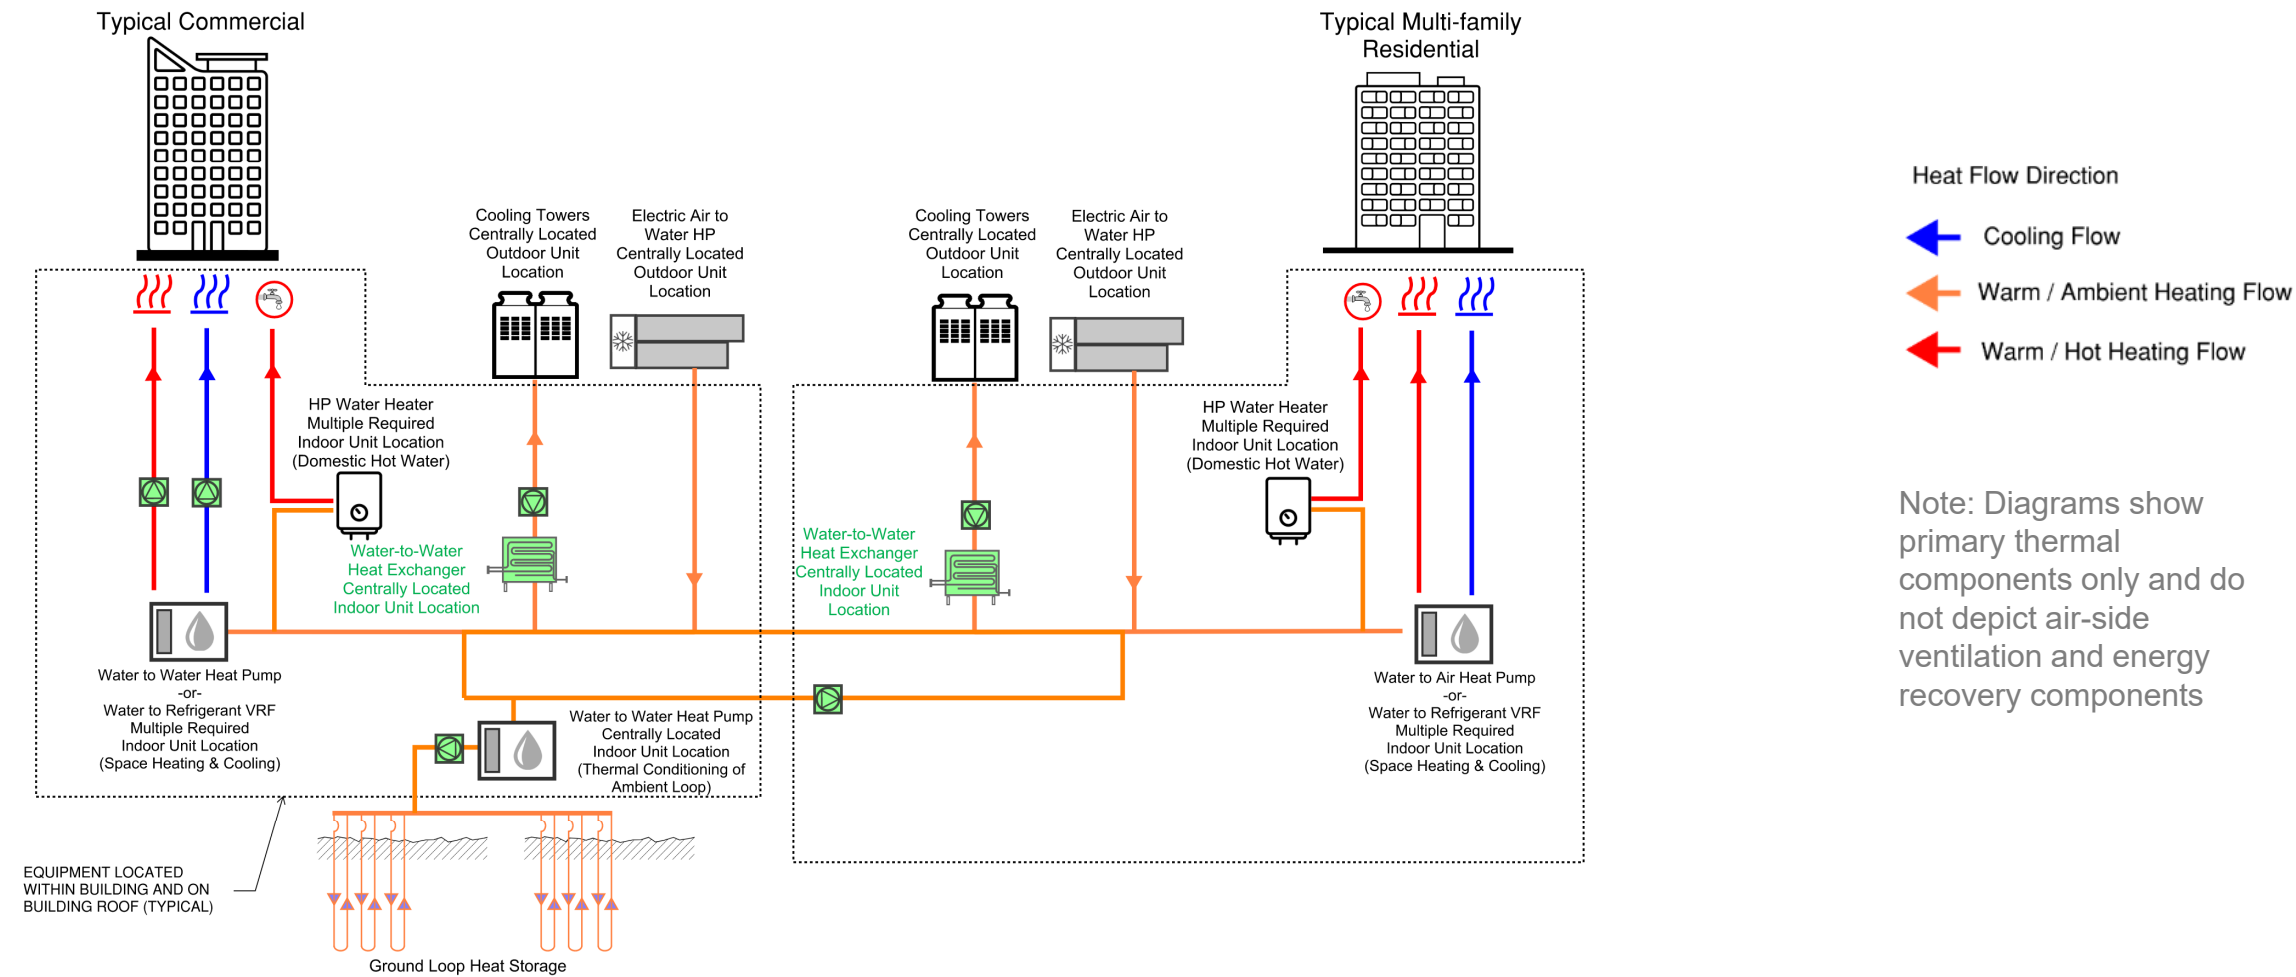 Typical Commercial
Typical Multi-family
Residential
Cooling Towers
Centrally Located
Outdoor Unit
Location
Electric Air to
Water HP
Centrally Located
Outdoor Unit
Location
Cooling Towers
Centrally Located
Outdoor Unit
Location
Electric Air to
Water HP
Centrally Located
Outdoor Unit
Location
Heat Flow Direction
Cooling Flow
Warm / Ambient Heating Flow
Warm / Hot Heating Flow
HP Water Heater
Multiple Required
Indoor Unit Location
(Domestic Hot Water)
HP Water Heater
Multiple Required
Indoor Unit Location
(Domestic Hot Water)
Water-to-Water
Heat Exchanger
Centrally Located
Indoor Unit Location
Water-to-Water
Heat Exchanger
Centrally Located
Indoor Unit
Location
Note: Diagrams show
primary thermal
components only and do
not depict air-side
ventilation and energy
recovery components
Water to Water Heat Pump
-or-
Water to Refrigerant VRF
Multiple Required
Indoor Unit Location
(Space Heating & Cooling)
Water to Water Heat Pump
Centrally Located
Indoor Unit Location
(Thermal Conditioning of
Ambient Loop)
Water to Air Heat Pump
-or-
Water to Refrigerant VRF
Multiple Required
Indoor Unit Location
(Space Heating & Cooling)
EQUIPMENT LOCATED
WITHIN BUILDING AND ON
BUILDING ROOF (TYPICAL)
Ground Loop Heat Storage